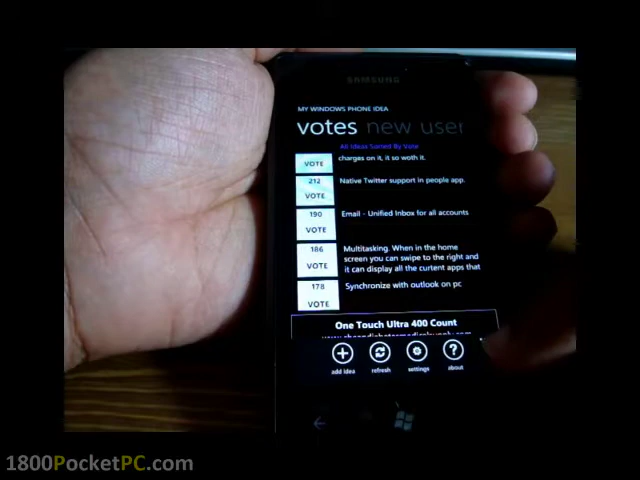 SAMSUNG
MY WINDOWS PHONE IDEA
votes new user
All Ideas Sorted By Vote
VOTE
charges on it, it so worth it.
212
VOTE
Native Twitter support in people app.
190
VOTE
Email - Unified Inbox for all accounts
186
VOTE
Multitasking. When in the home
screen you can swipe to the right and
it can display all the current apps that
178
VOTE
Synchronize with outlook on pc
One Touch Ultra 400 Count
add idea
refresh
settings
about
1800PocketPC.com